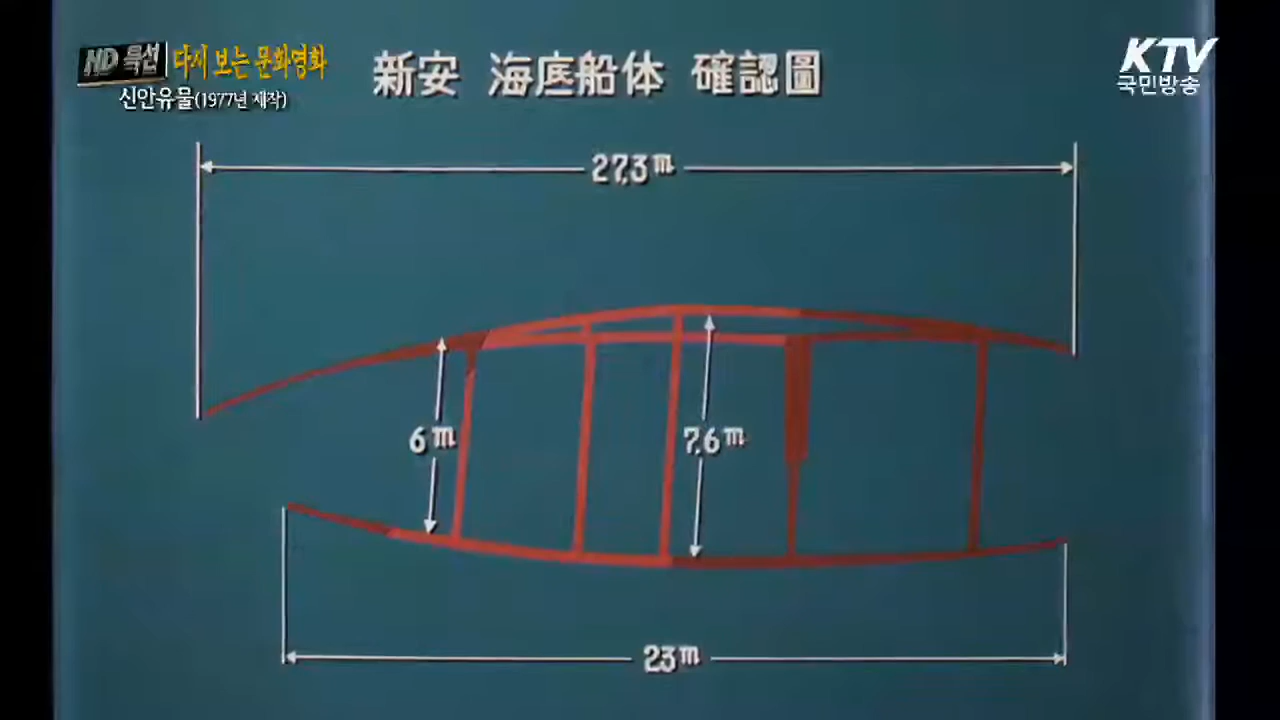 HD 특선 다시 보는 문화영화
신안유물(1977년 제작)
新安 海底船体 確認圖
KTV
국민방송
27.3m
6m
7.6m
23m